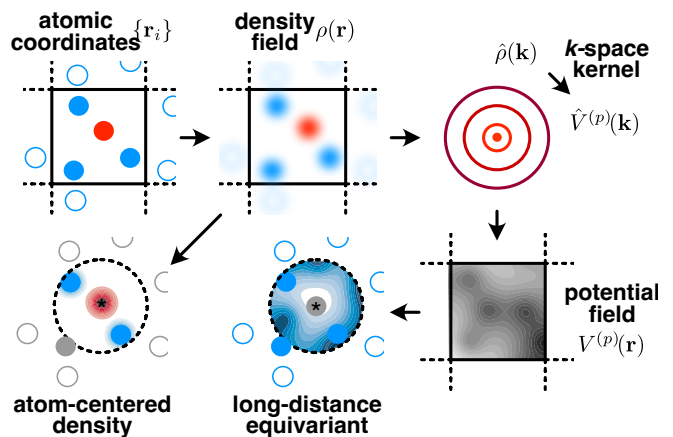 atomic
coordinates {r_i}
density
field ρ(r)
ρ̂(k)
k-space
kernel
V̂^(p)(k)
potential
field
V^(p)(r)
*
*
atom-centered
density
long-distance
equivariant